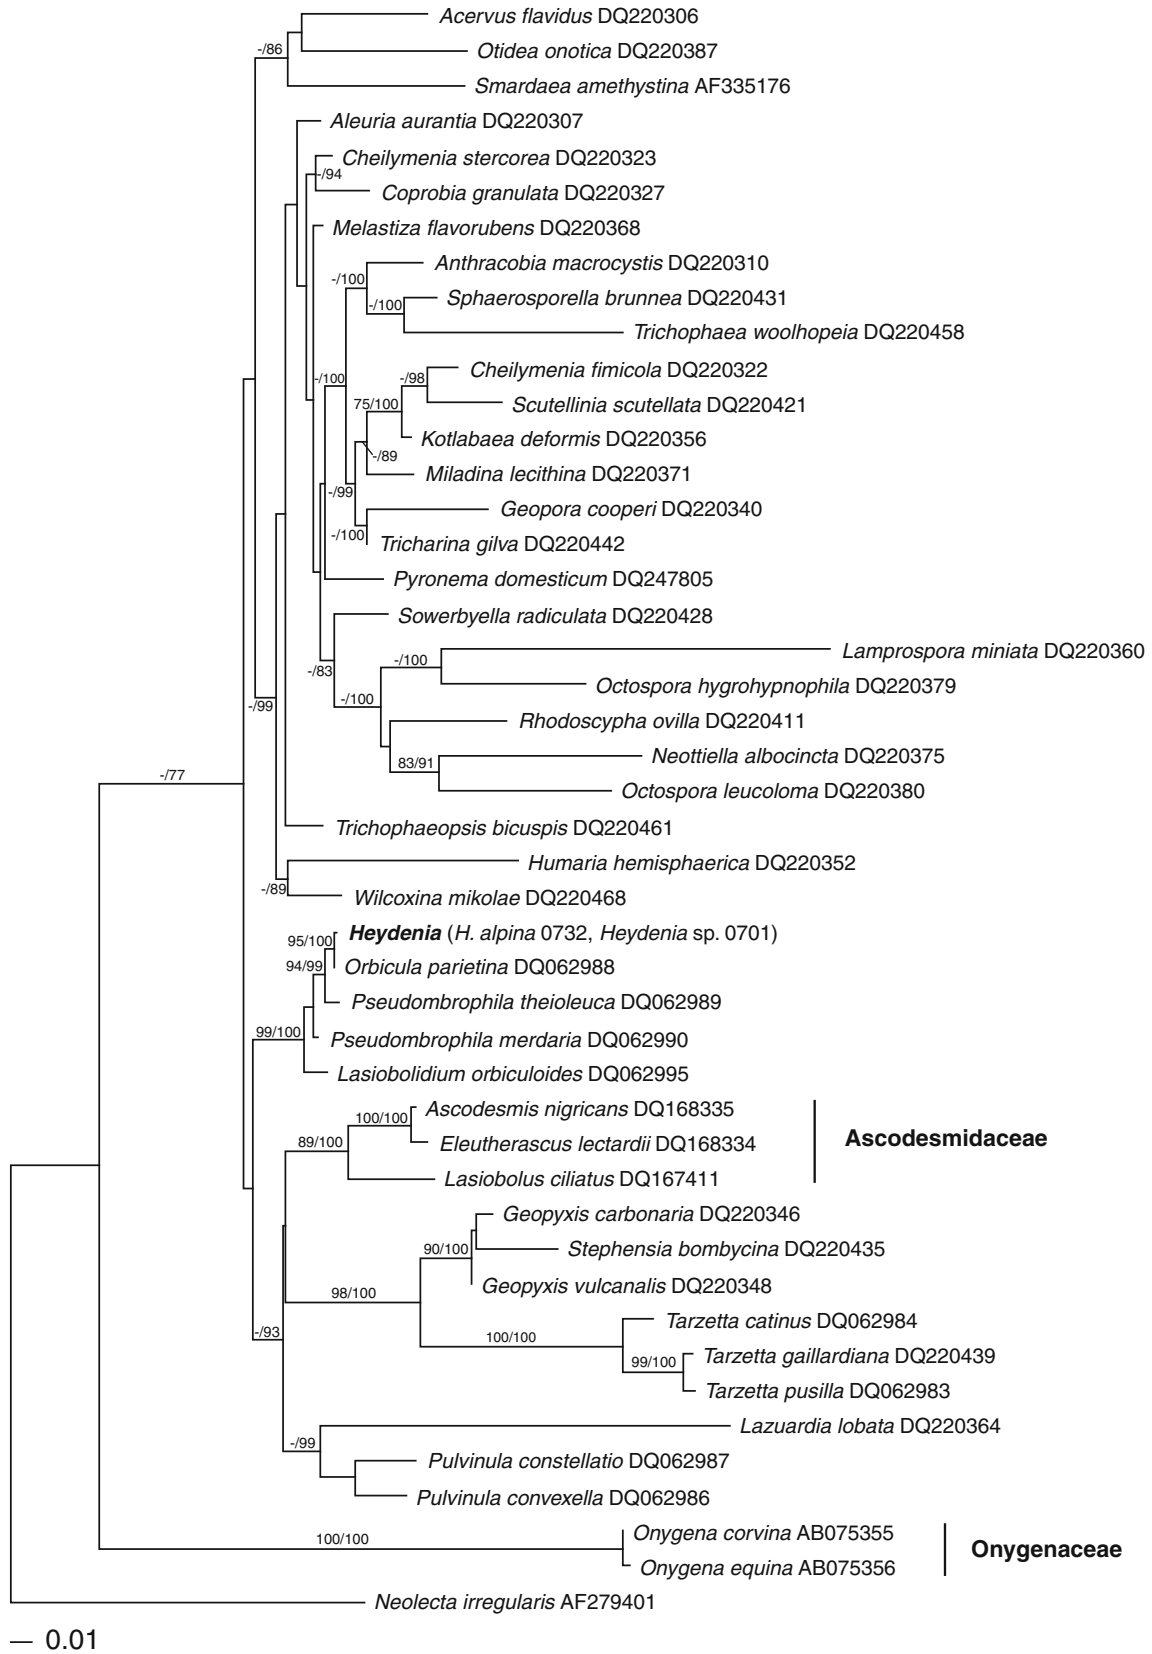 Acervus flavidus DQ220306
-/86
Otidea onotica DQ220387
Smardaea amethystina AF335176
Aleuria aurantia DQ220307
Cheilymenia stercorea DQ220323
-/94
Coprobia granulata DQ220327
Melastiza flavorubens DQ220368
Anthracobia macrocystis DQ220310
-/100
Sphaerosporella brunnea DQ220431
-/100
Trichophaea woolhopeia DQ220458
Cheilymenia fimicola DQ220322
-/100
-/98
75/100
Scutellinia scutellata DQ220421
Kotlabaea deformis DQ220356
-/89
Miladina lecithina DQ220371
-/99
Geopora cooperi DQ220340
-/100
Tricharina gilva DQ220442
Pyronema domesticum DQ247805
Sowerbyella radiculata DQ220428
Lamprospora miniata DQ220360
-/100
-/83
Octospora hygrohypnophila DQ220379
-/100
-/99
Rhodoscypha ovilla DQ220411
Neottiella albocincta DQ220375
83/91
-/77
Octospora leucoloma DQ220380
Trichophaeopsis bicuspis DQ220461
Humaria hemisphaerica DQ220352
-/89
Wilcoxina mikolae DQ220468
Heydenia (H. alpina 0732, Heydenia sp. 0701)
95/100
94/99
Orbicula parietina DQ062988
Pseudombrophila theioleuca DQ062989
99/100
Pseudombrophila merdaria DQ062990
Lasiobolidium orbiculoides DQ062995
Ascodesmis nigricans DQ168335
100/100
89/100
Eleutherascus lectardii DQ168334
Ascodesmidaceae
Lasiobolus ciliatus DQ167411
Geopyxis carbonaria DQ220346
90/100
Stephensia bombycina DQ220435
Geopyxis vulcanalis DQ220348
98/100
Tarzetta catinus DQ062984
-/93
100/100
Tarzetta gaillardiana DQ220439
99/100
Tarzetta pusilla DQ062983
Lazuardia lobata DQ220364
-/99
Pulvinula constellatio DQ062987
Pulvinula convexella DQ062986
Onygena corvina AB075355
100/100
Onygenaceae
Onygena equina AB075356
Neolecta irregularis AF279401
0.01